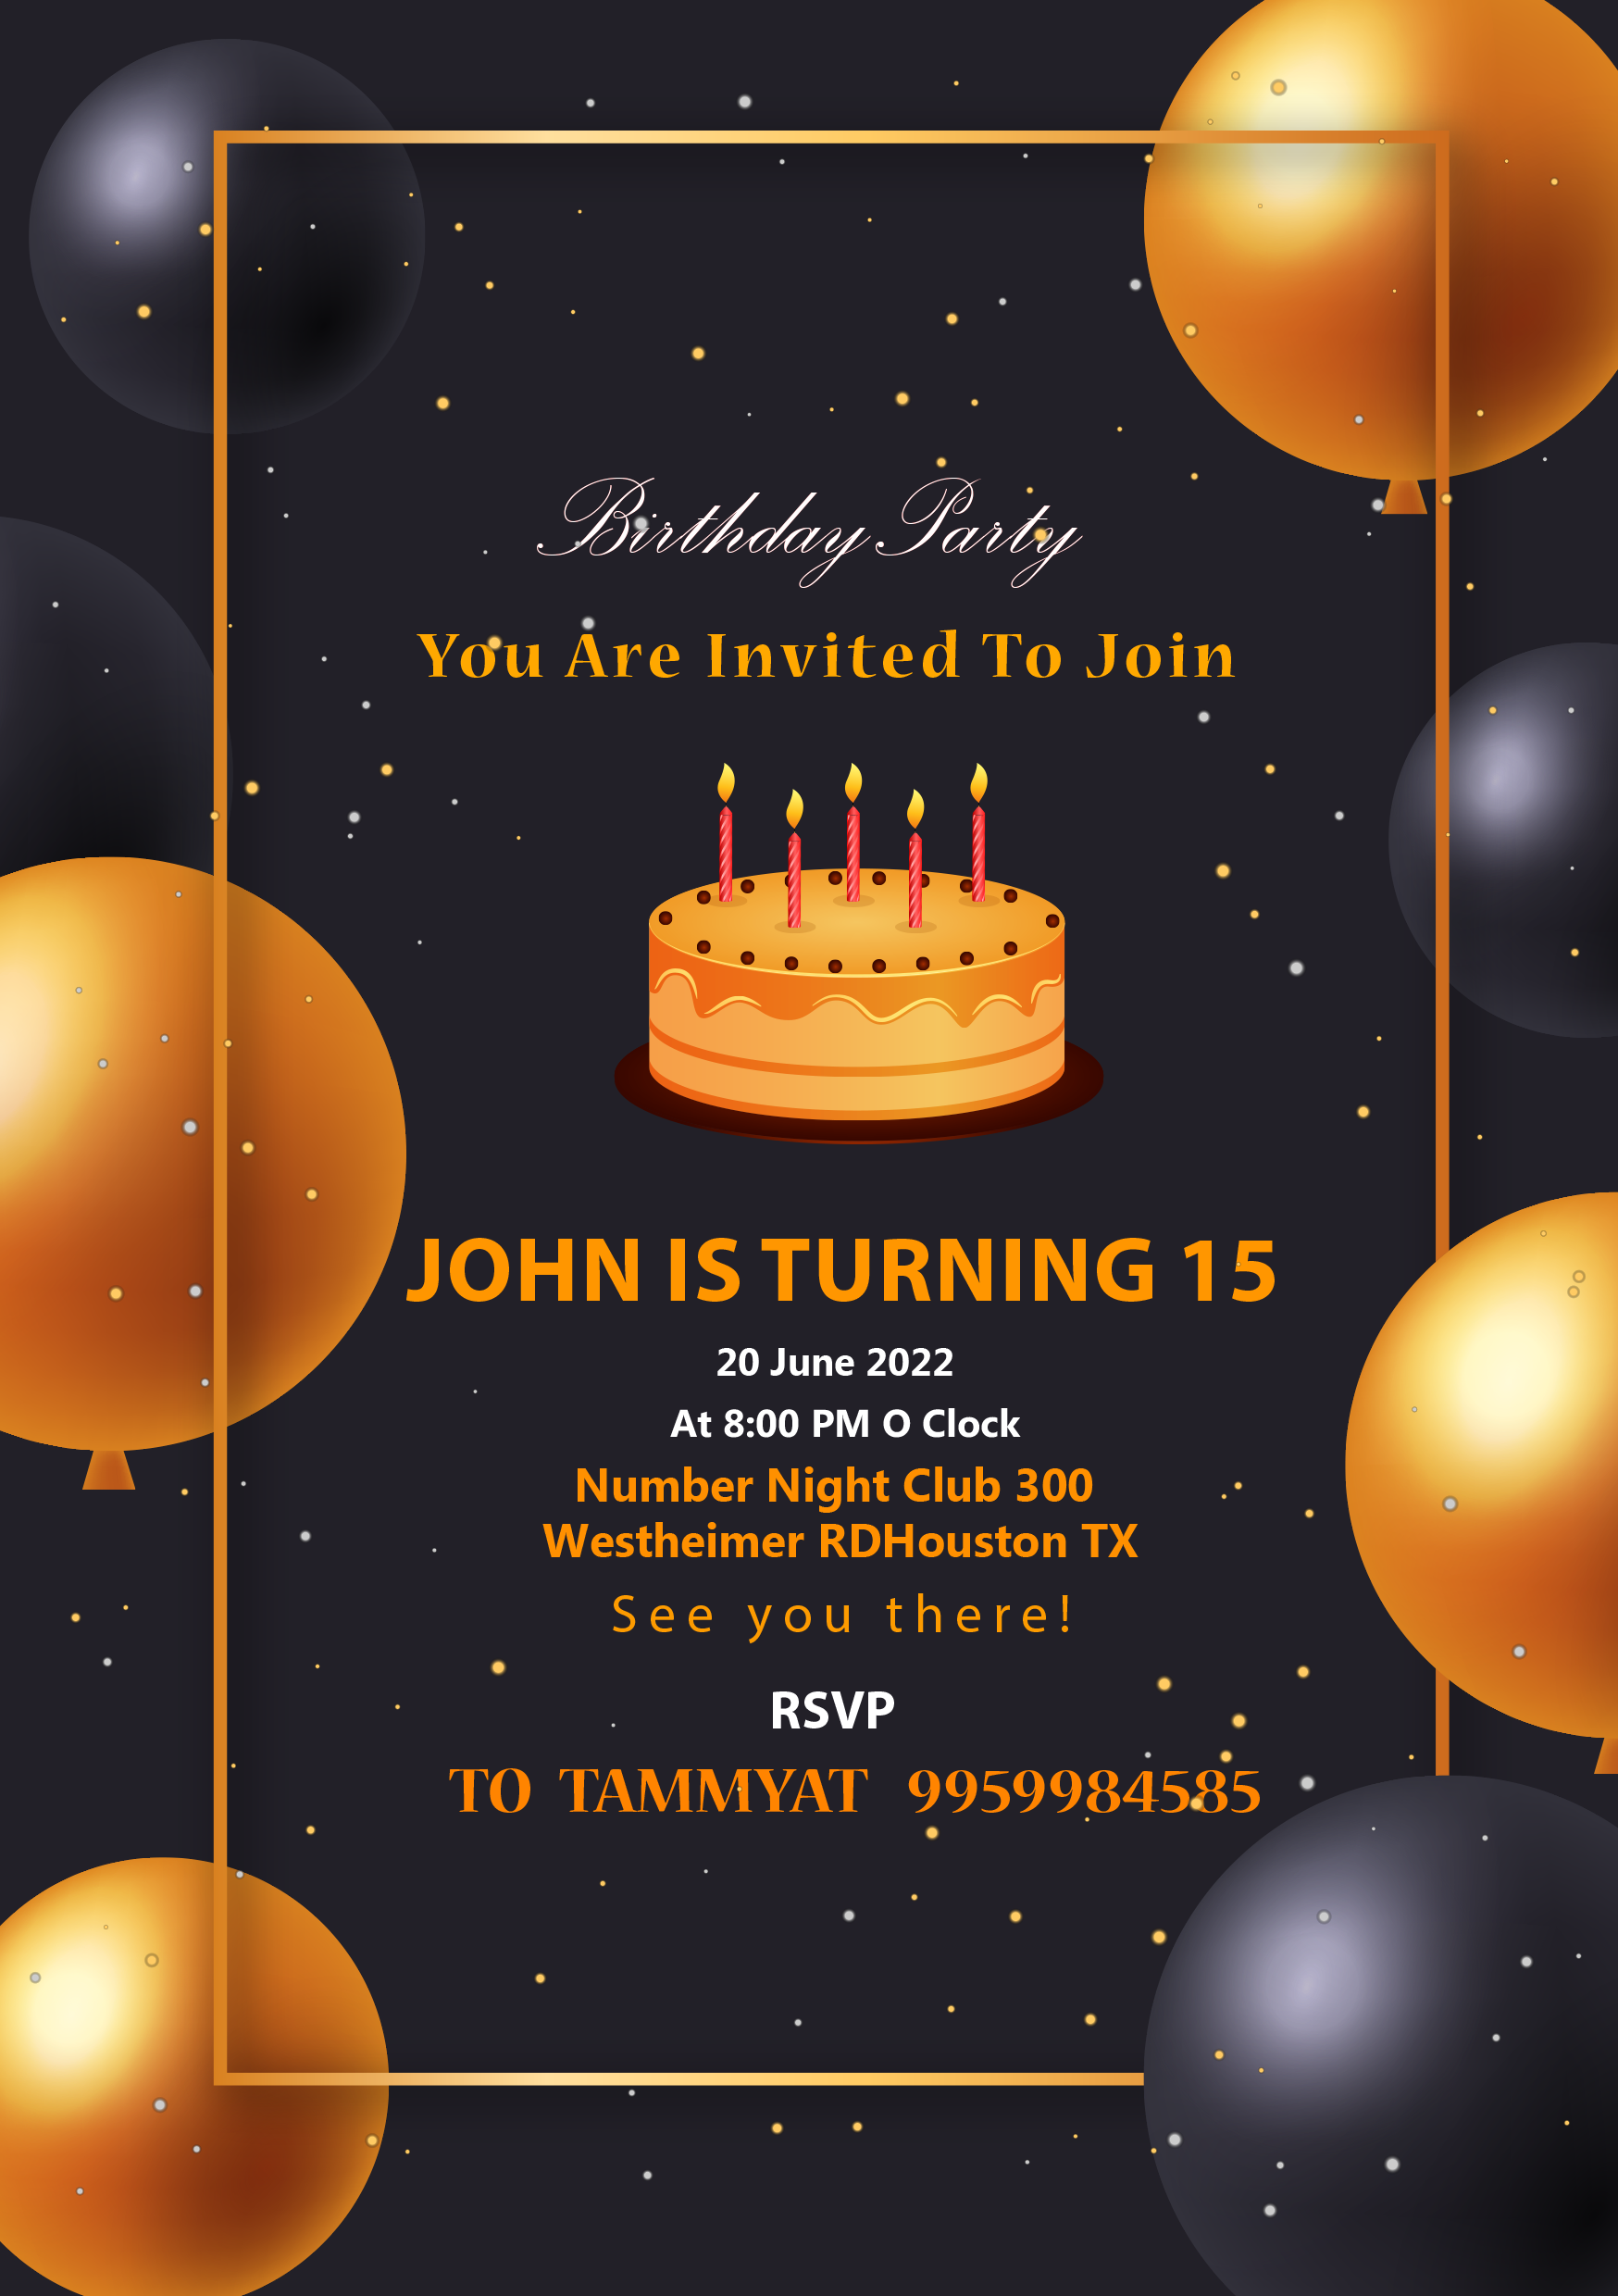 Birthday Party
You Are Invited To Join
JOHN IS TURNING 15
20 June 2022
At 8:00 PM O Clock
Number Night Club 300
Westheimer RDHouston TX
See you there!
RSVP
TO TAMMYAT 9959984585